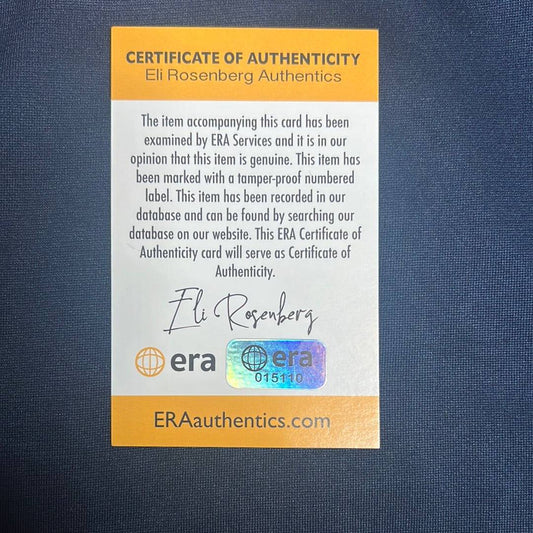 CERTIFICATE OF AUTHENTICITY
Eli Rosenberg Authentics
The item accompanying this card has been
examined by ERA Services and it is in our
opinion that this item is genuine. This item has
been marked with a tamper-proof numbered
label. This item has been recorded in our
database and can be found by searching our
database on our website. This ERA Certificate of
Authenticity card will serve as Certificate of
Authenticity.
Eli Rosenberg
era
era
015110
ERAauthentics.com